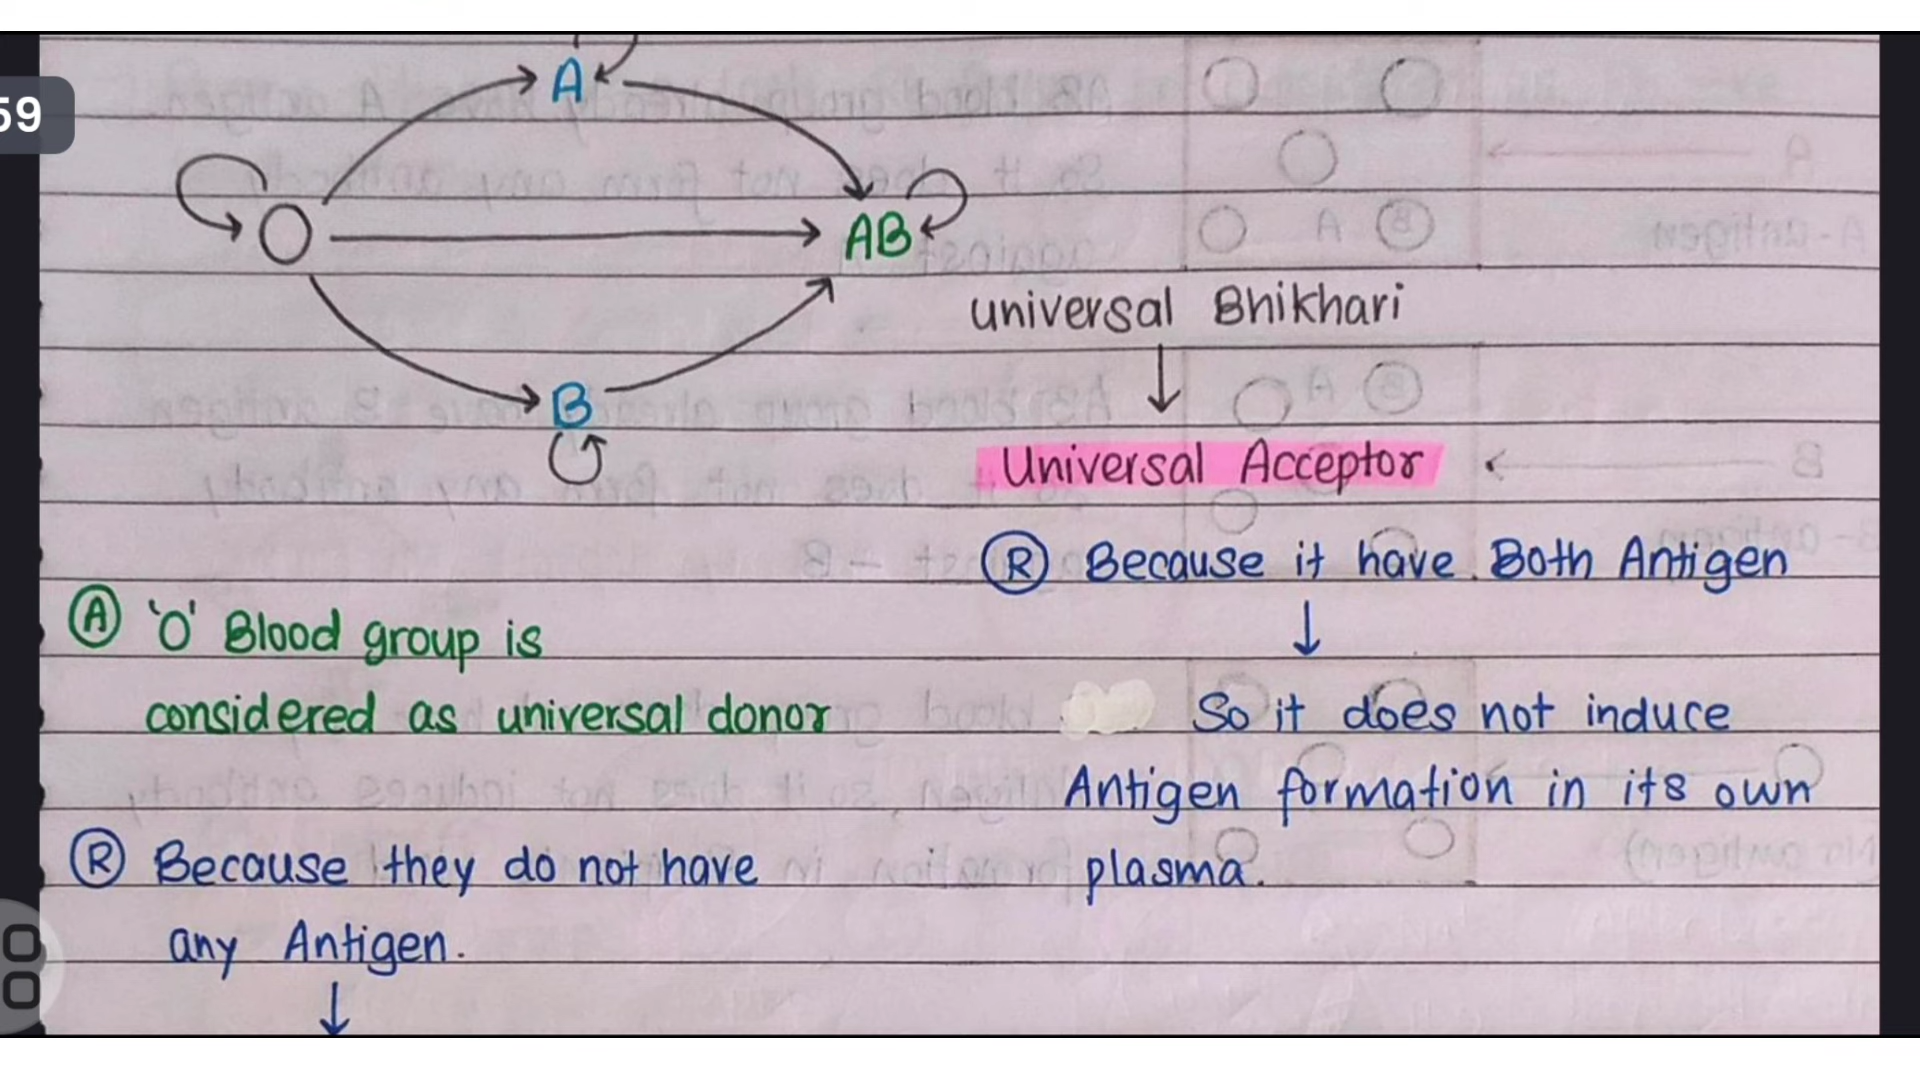 59
A
O
AB
universal Bhikhari
B
Universal Acceptor
Ⓡ Because it have Both Antigen
Ⓐ 'O' Blood group is
considered as universal donor
So it does not induce
Antigen formation in its own
plasma.
Ⓡ Because they do not have
any Antigen.